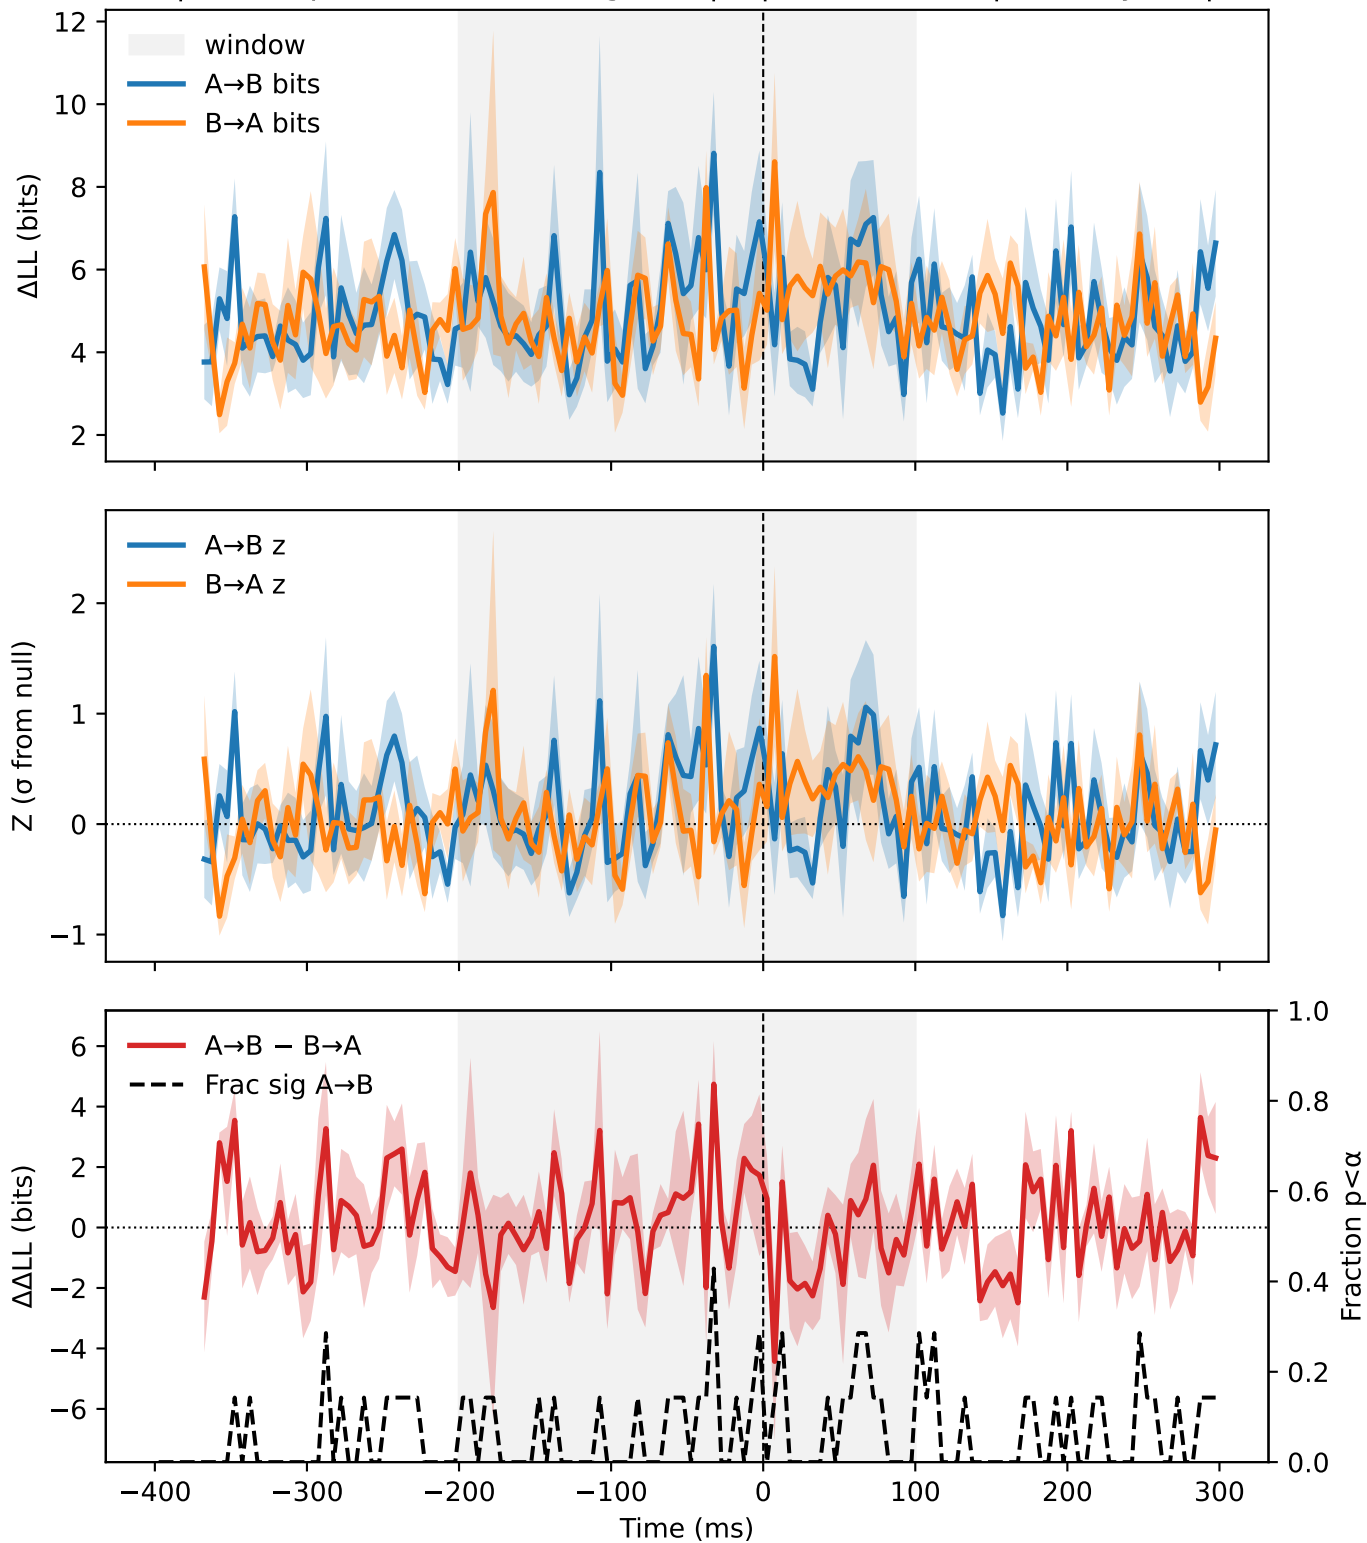 12
window
A→B bits
B→A bits
10
8
6
4
2
ΔLL (bits)
A→B z
B→A z
2
1
0
−1
Z (σ from null)
A→B − B→A
Frac sig A→B
6
4
2
0
−2
−4
−6
ΔΔLL (bits)
1.0
0.8
0.6
0.4
0.2
0.0
Fraction p<α
−400 −300 −200 −100 0 100 200 300
Time (ms)